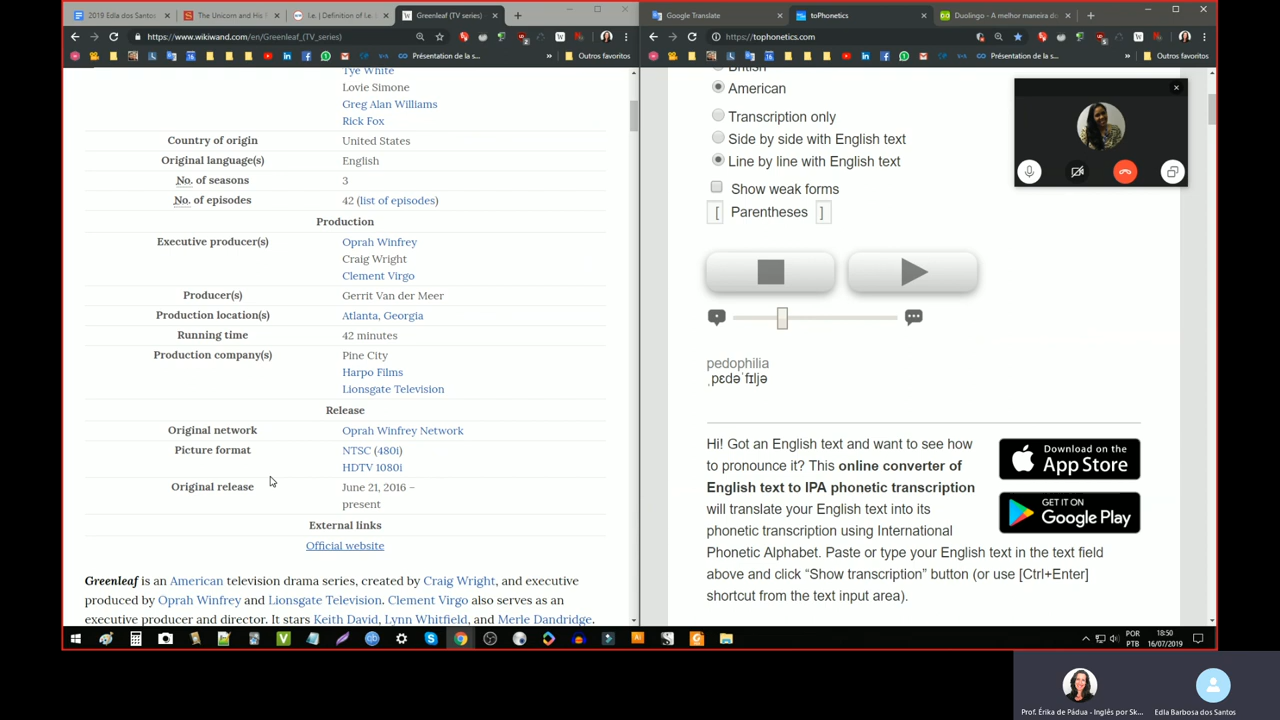 2019 Edla dos Santos
The Unicorn and His
i.e. | Definition of I.e.
Greenleaf (TV series)
Google Translate
toPhonetics
Duolingo - A melhor maneira do
https://www.wikiwand.com/en/Greenleaf_(TV_series)
https://tophonetics.com
Présentation de la s...
»
Outros favoritos
Présentation de la s...
»
Outros favoritos
Tye White
Lovie Simone
Greg Alan Williams
Rick Fox
Country of origin United States
Original language(s) English
No. of seasons 3
No. of episodes 42 (list of episodes)
Production
Executive producer(s) Oprah Winfrey
Craig Wright
Clement Virgo
Producer(s) Gerrit Van der Meer
Production location(s) Atlanta, Georgia
Running time 42 minutes
Production company(s) Pine City
Harpo Films
Lionsgate Television
Release
Original network Oprah Winfrey Network
Picture format NTSC (480i)
HDTV 1080i
Original release June 21, 2016 –
present
External links
Official website
Greenleaf is an American television drama series, created by Craig Wright, and executive
produced by Oprah Winfrey and Lionsgate Television. Clement Virgo also serves as an
executive producer and director. It stars Keith David, Lynn Whitfield, and Merle Dandridge.
British
American
Transcription only
Side by side with English text
Line by line with English text
Show weak forms
[ Parentheses ]
pedophilia
ˌpɛdəˈfɪljə
Hi! Got an English text and want to see how
to pronounce it? This online converter of
English text to IPA phonetic transcription
will translate your English text into its
phonetic transcription using International
Phonetic Alphabet. Paste or type your English text in the text field
above and click “Show transcription” button (or use [Ctrl+Enter]
shortcut from the text input area).
Download on the
App Store
GET IT ON
Google Play
POR
PTB
18:50
16/07/2019
Prof. Érika de Pádua - Inglês por Sk...
Edla Barbosa dos Santos